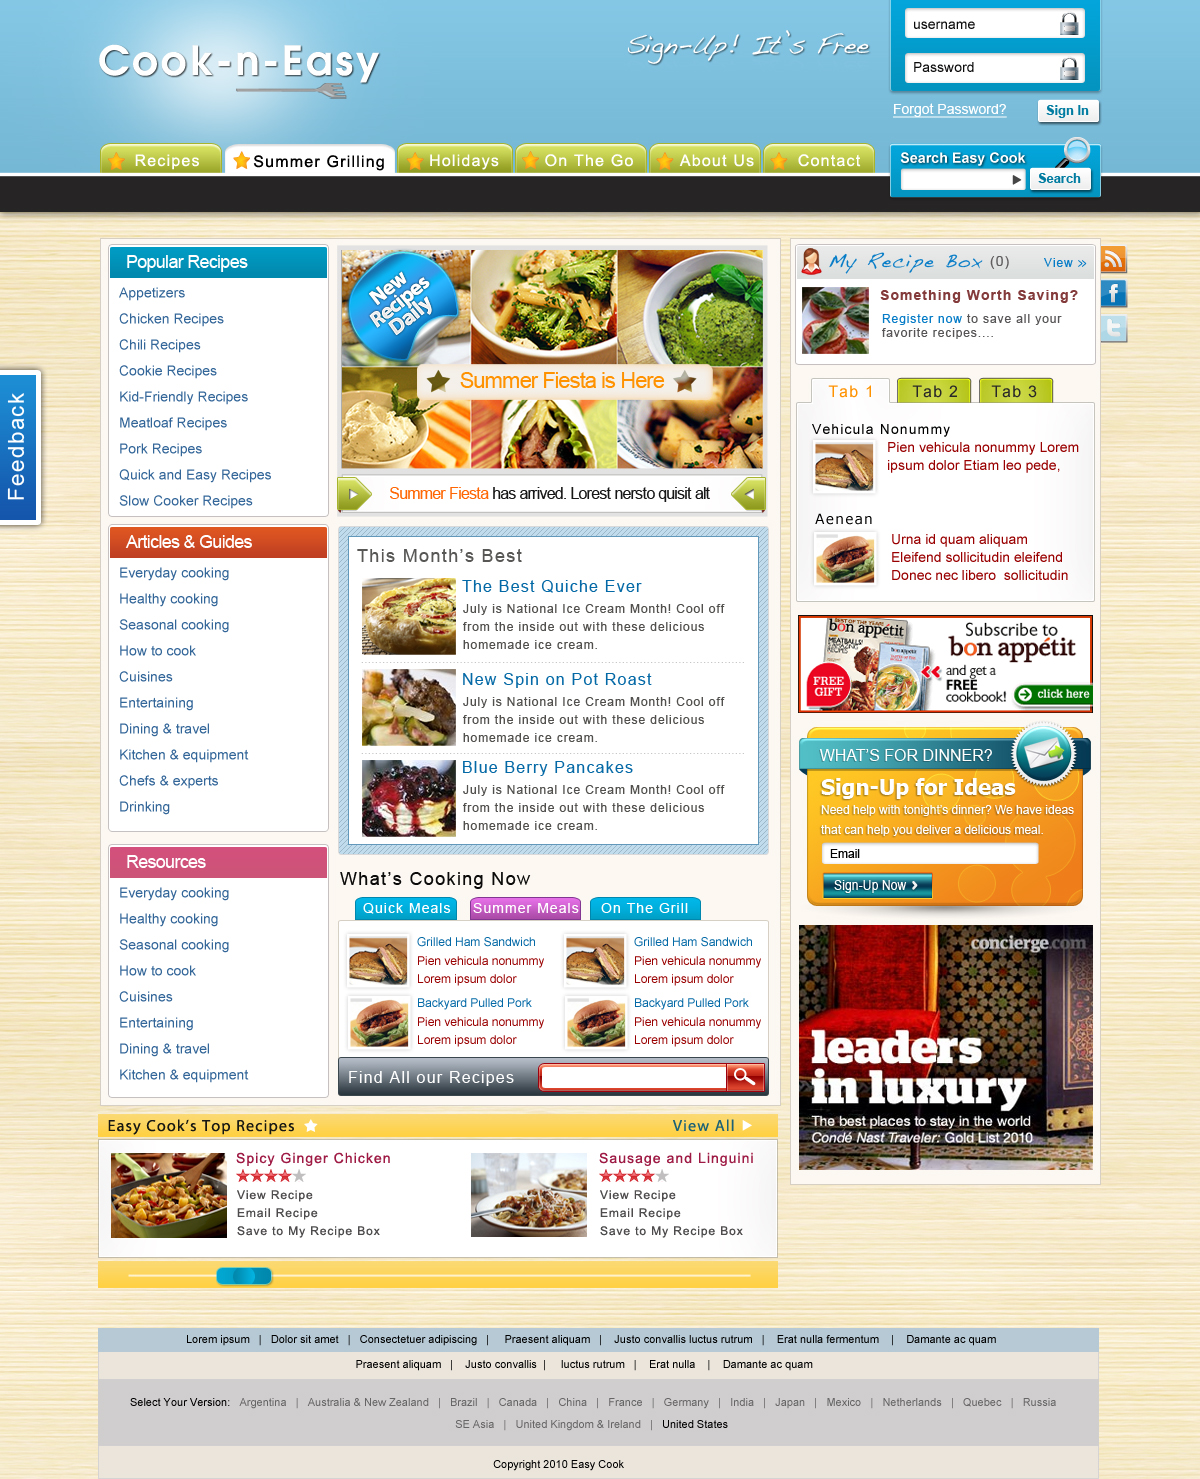 Cook-n-Easy
Sign-Up! It's Free
username
Password
Forgot Password?
Sign In
Recipes
Summer Grilling
Holidays
On The Go
About Us
Contact
Search Easy Cook
Search
Feedback
Popular Recipes
Appetizers
Chicken Recipes
Chili Recipes
Cookie Recipes
Kid-Friendly Recipes
Meatloaf Recipes
Pork Recipes
Quick and Easy Recipes
Slow Cooker Recipes
Articles & Guides
Everyday cooking
Healthy cooking
Seasonal cooking
How to cook
Cuisines
Entertaining
Dining & travel
Kitchen & equipment
Chefs & experts
Drinking
Resources
Everyday cooking
Healthy cooking
Seasonal cooking
How to cook
Cuisines
Entertaining
Dining & travel
Kitchen & equipment
New
Recipes
Daily
Summer Fiesta is Here
Summer Fiesta has arrived. Lorest nersto quisit alt
This Month's Best
The Best Quiche Ever
July is National Ice Cream Month! Cool off
from the inside out with these delicious
homemade ice cream.
New Spin on Pot Roast
July is National Ice Cream Month! Cool off
from the inside out with these delicious
homemade ice cream.
Blue Berry Pancakes
July is National Ice Cream Month! Cool off
from the inside out with these delicious
homemade ice cream.
What's Cooking Now
Quick Meals
Summer Meals
On The Grill
Grilled Ham Sandwich
Pien vehicula nonummy
Lorem ipsum dolor
Grilled Ham Sandwich
Pien vehicula nonummy
Lorem ipsum dolor
Backyard Pulled Pork
Pien vehicula nonummy
Lorem ipsum dolor
Backyard Pulled Pork
Pien vehicula nonummy
Lorem ipsum dolor
Find All our Recipes
My Recipe Box (0)
View »
Something Worth Saving?
Register now to save all your
favorite recipes....
f
t
Tab 1
Tab 2
Tab 3
Vehicula Nonummy
Pien vehicula nonummy Lorem
ipsum dolor Etiam leo pede,
Aenean
Urna id quam aliquam
Eleifend sollicitudin eleifend
Donec nec libero sollicitudin
BEST OF THE YEAR
bon appétit
MEATBALLS!
bon appétit
FREE
GIFT
Subscribe to
bon appétit
and get a
FREE
cookbook!
click here
WHAT'S FOR DINNER?
Sign-Up for Ideas
Need help with tonight's dinner? We have ideas
that can help you deliver a delicious meal.
Email
Sign-Up Now
concierge.com
leaders
in luxury
The best places to stay in the world
Condé Nast Traveler: Gold List 2010
Easy Cook's Top Recipes
View All
Spicy Ginger Chicken
View Recipe
Email Recipe
Save to My Recipe Box
Sausage and Linguini
View Recipe
Email Recipe
Save to My Recipe Box
Lorem ipsum | Dolor sit amet | Consectetuer adipiscing | Praesent aliquam | Justo convallis luctus rutrum | Erat nulla fermentum | Damante ac quam
Praesent aliquam | Justo convallis | luctus rutrum | Erat nulla | Damante ac quam
Select Your Version: Argentina | Australia & New Zealand | Brazil | Canada | China | France | Germany | India | Japan | Mexico | Netherlands | Quebec | Russia
SE Asia | United Kingdom & Ireland | United States
Copyright 2010 Easy Cook